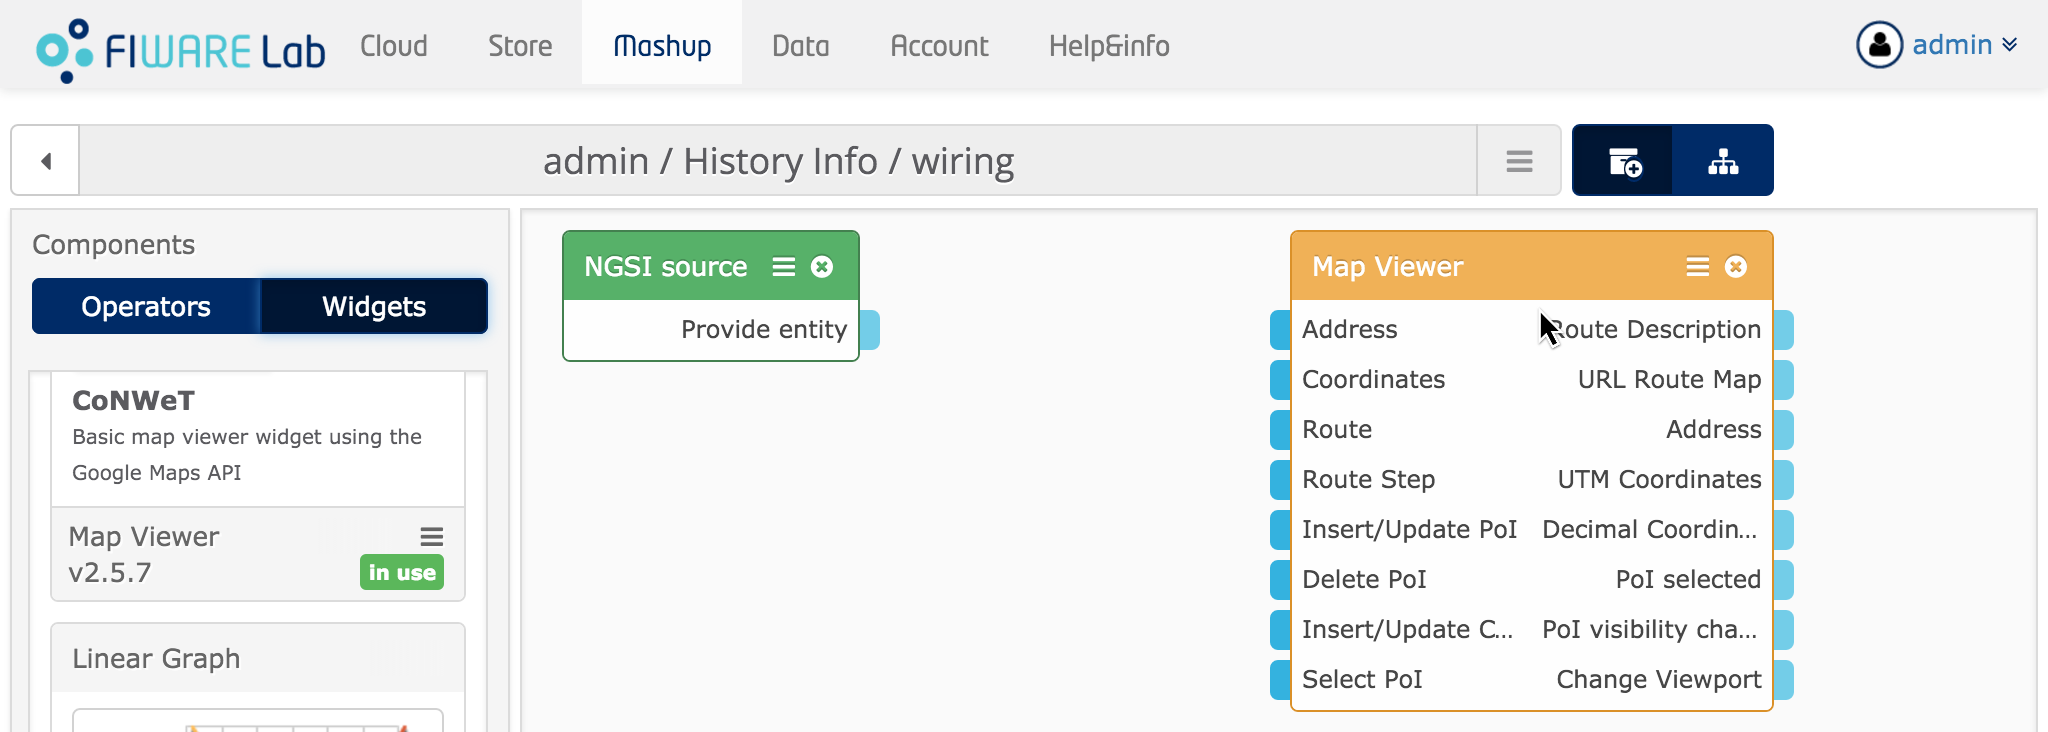 FIWARE Lab Cloud Store Mashup Data Account Help&info admin
admin / History Info / wiring
Components
Operators Widgets
CoNWeT
Basic map viewer widget using the
Google Maps API
Map Viewer
v2.5.7
in use
Linear Graph
NGSI source
Provide entity
Map Viewer
Address Route Description
Coordinates URL Route Map
Route Address
Route Step UTM Coordinates
Insert/Update PoI Decimal Coordin...
Delete PoI PoI selected
Insert/Update C... PoI visibility cha...
Select PoI Change Viewport